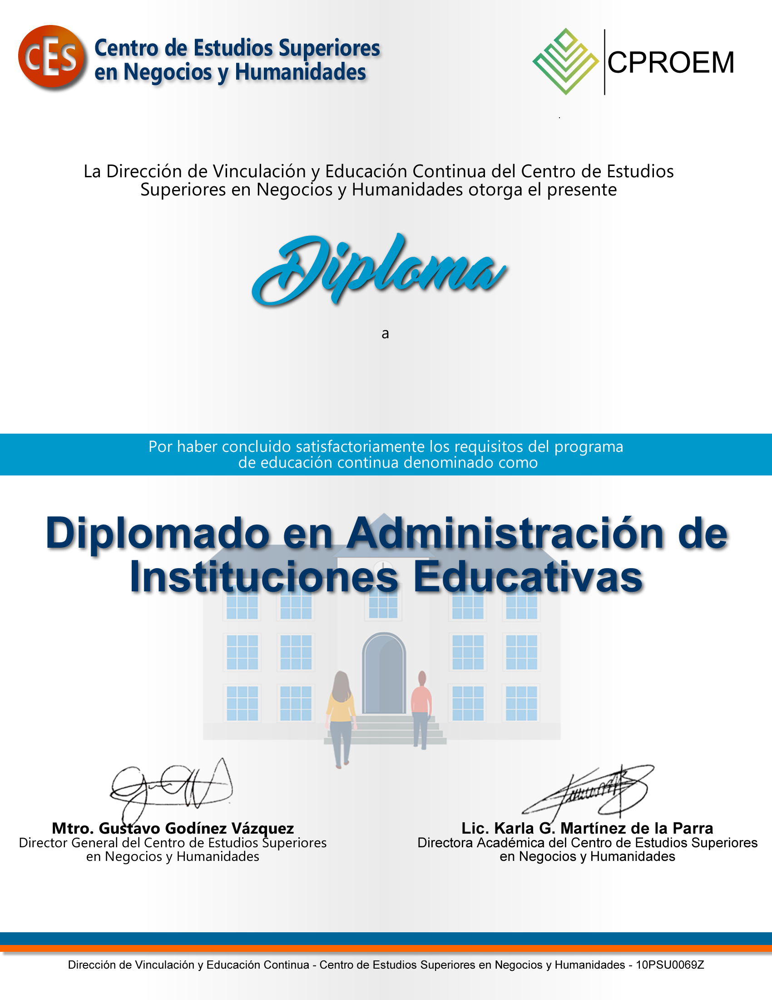 CES
Centro de Estudios Superiores
en Negocios y Humanidades
CPROEM
.
La Dirección de Vinculación y Educación Continua del Centro de Estudios
Superiores en Negocios y Humanidades otorga el presente
Diploma
a
Por haber concluido satisfactoriamente los requisitos del programa
de educación continua denominado como
Diplomado en Administración de
Instituciones Educativas
Mtro. Gustavo Godínez Vázquez
Director General del Centro de Estudios Superiores
en Negocios y Humanidades
Lic. Karla G. Martínez de la Parra
Directora Académica del Centro de Estudios Superiores
en Negocios y Humanidades
Dirección de Vinculación y Educación Continua - Centro de Estudios Superiores en Negocios y Humanidades - 10PSU0069Z